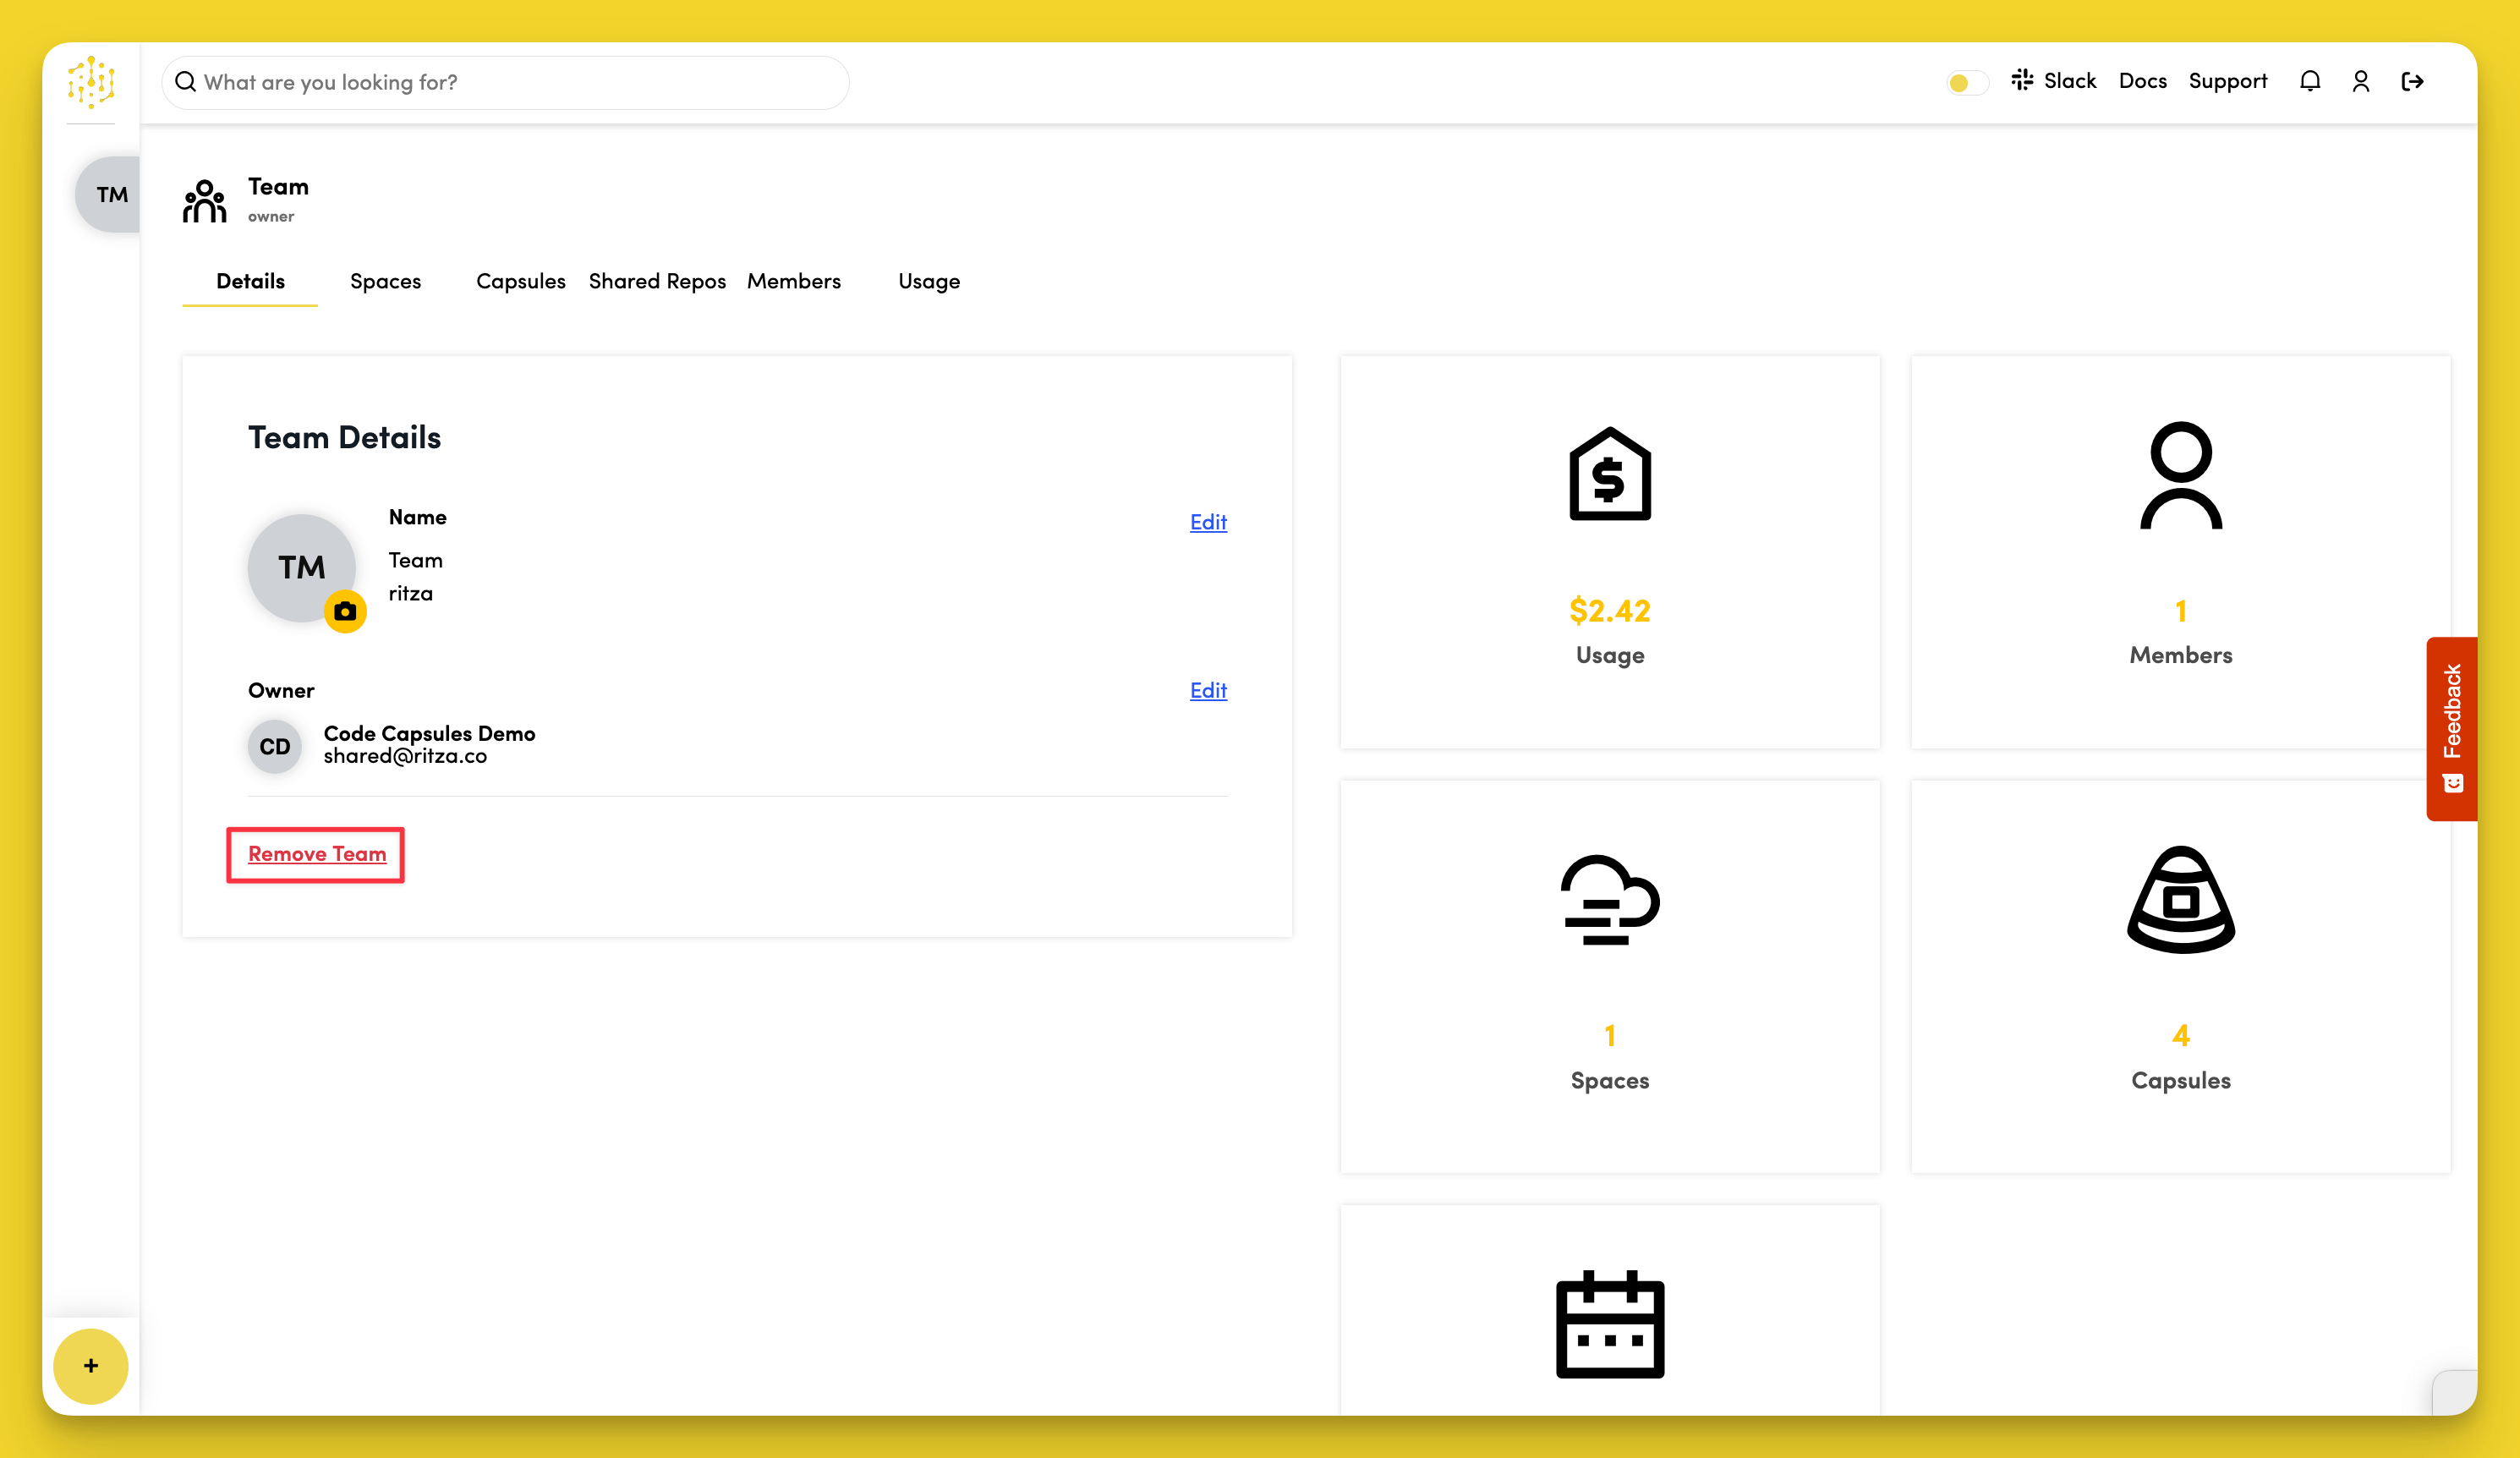 What are you looking for?
Slack
Docs
Support
TM
Team
owner
Details
Spaces
Capsules
Shared Repos
Members
Usage
Team Details
TM
Name
Edit
Team
ritza
Owner
Edit
CD
Code Capsules Demo
shared@ritza.co
Remove Team
$
$2.42
Usage
1
Members
1
Spaces
4
Capsules
Feedback
+